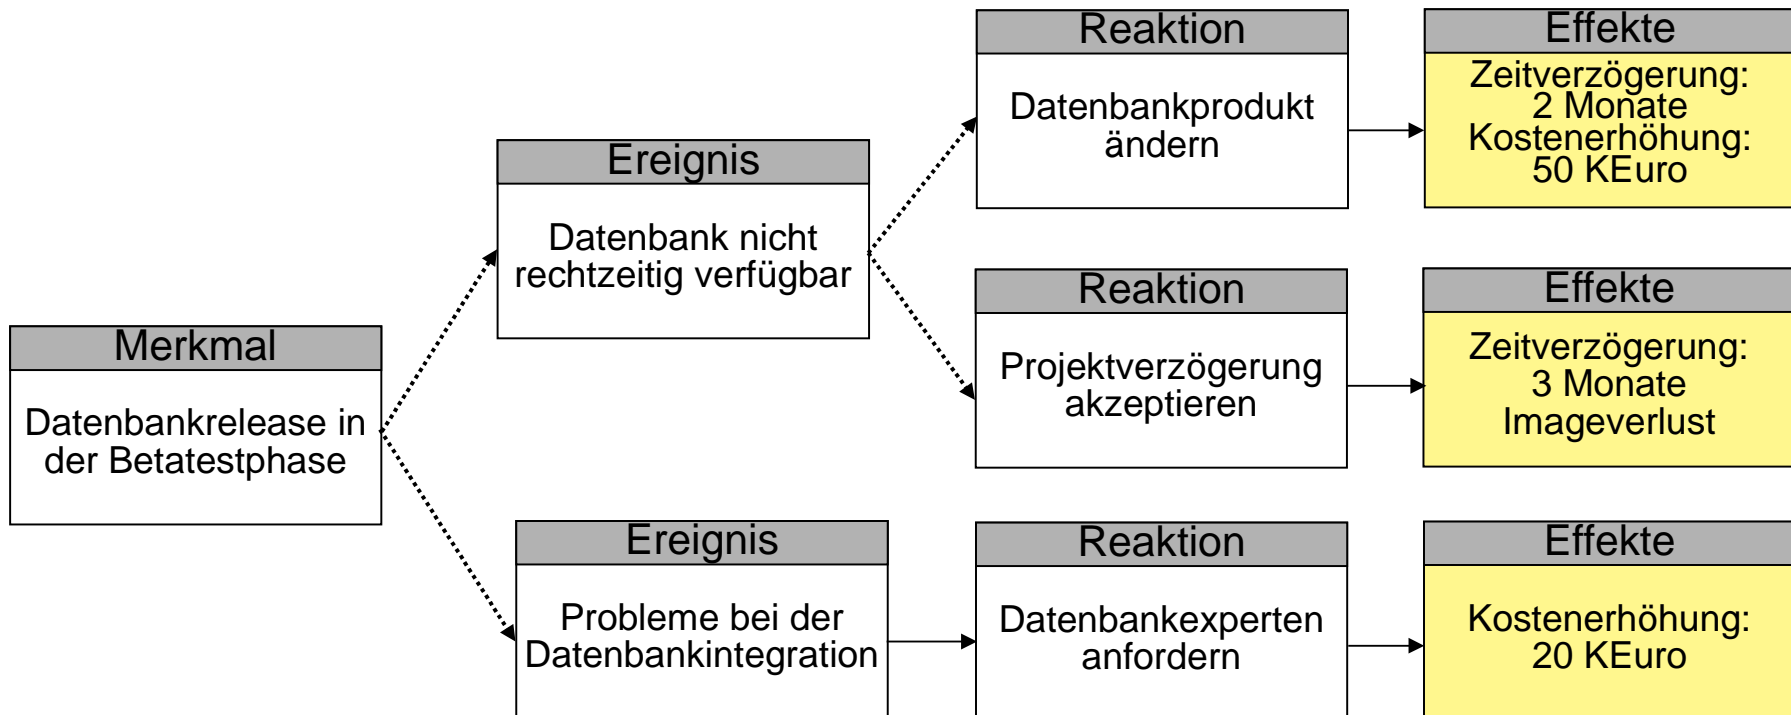 Reaktion
Datenbankprodukt
ändern
Effekte
Zeitverzögerung:
2 Monate
Kostenerhöhung:
50 KEuro
Ereignis
Datenbank nicht
rechtzeitig verfügbar
Reaktion
Projektverzögerung
akzeptieren
Effekte
Zeitverzögerung:
3 Monate
Imageverlust
Merkmal
Datenbankrelease in
der Betatestphase
Ereignis
Probleme bei der
Datenbankintegration
Reaktion
Datenbankexperten
anfordern
Effekte
Kostenerhöhung:
20 KEuro